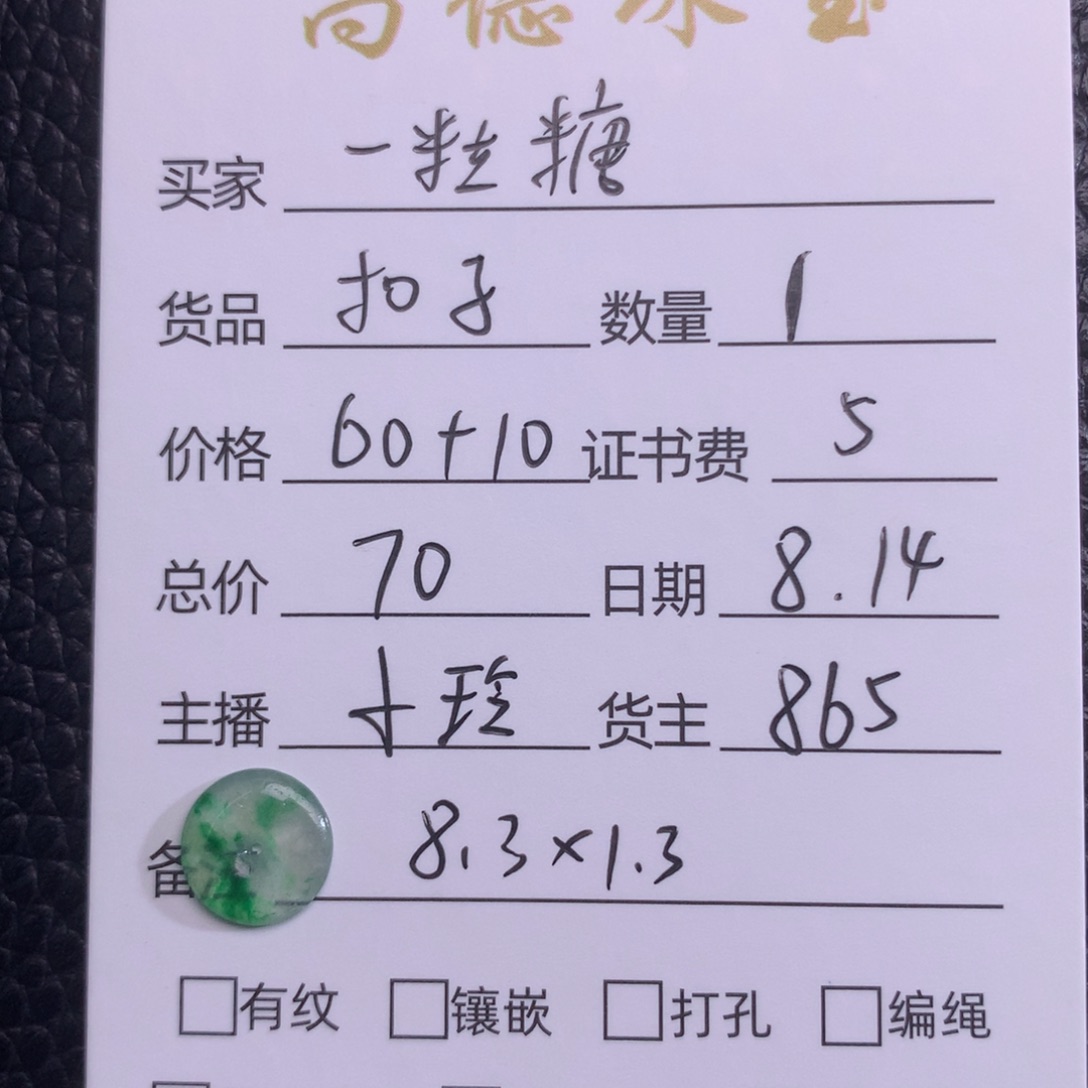 买家 一粒糖
货品 扣子 数量 1
价格 60+10 证书费 5
总价 70 日期 8.14
主播 小玲 货主 865
备 8.3×1.3
□有纹 □镶嵌 □打孔 □编绳